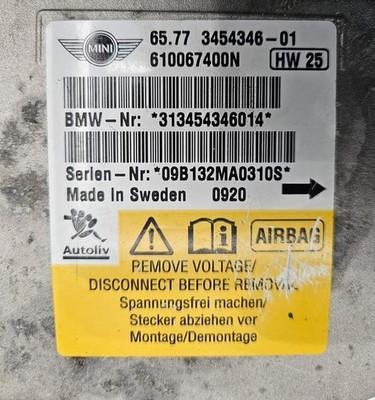 MINI
65.77 3454346-01
610067400N HW 25
BMW-Nr: *313454346014*
Serien-Nr: *09B132MA0310S*
Made In Sweden 0920
Autoliv
AIRBAG
REMOVE VOLTAGE/
DISCONNECT BEFORE REMOVAL
Spannungsfrei machen/
Stecker abziehen vor
Montage/Demontage